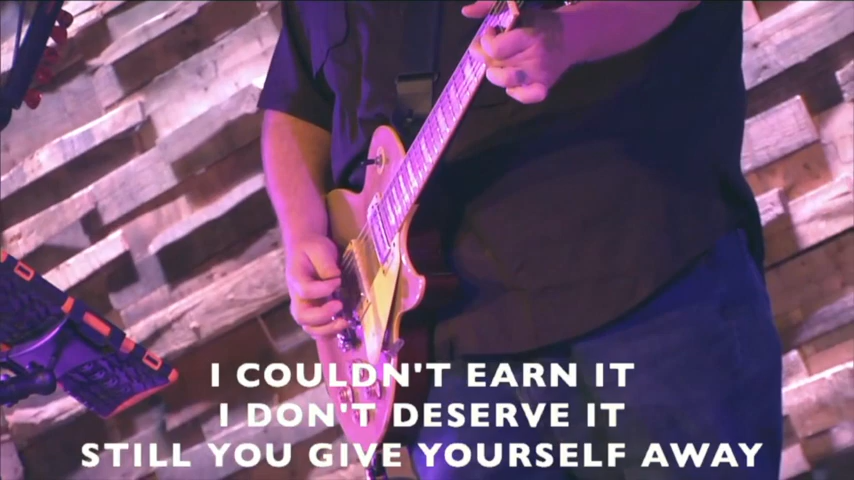 I COULDN'T EARN IT
I DON'T DESERVE IT
STILL YOU GIVE YOURSELF AWAY